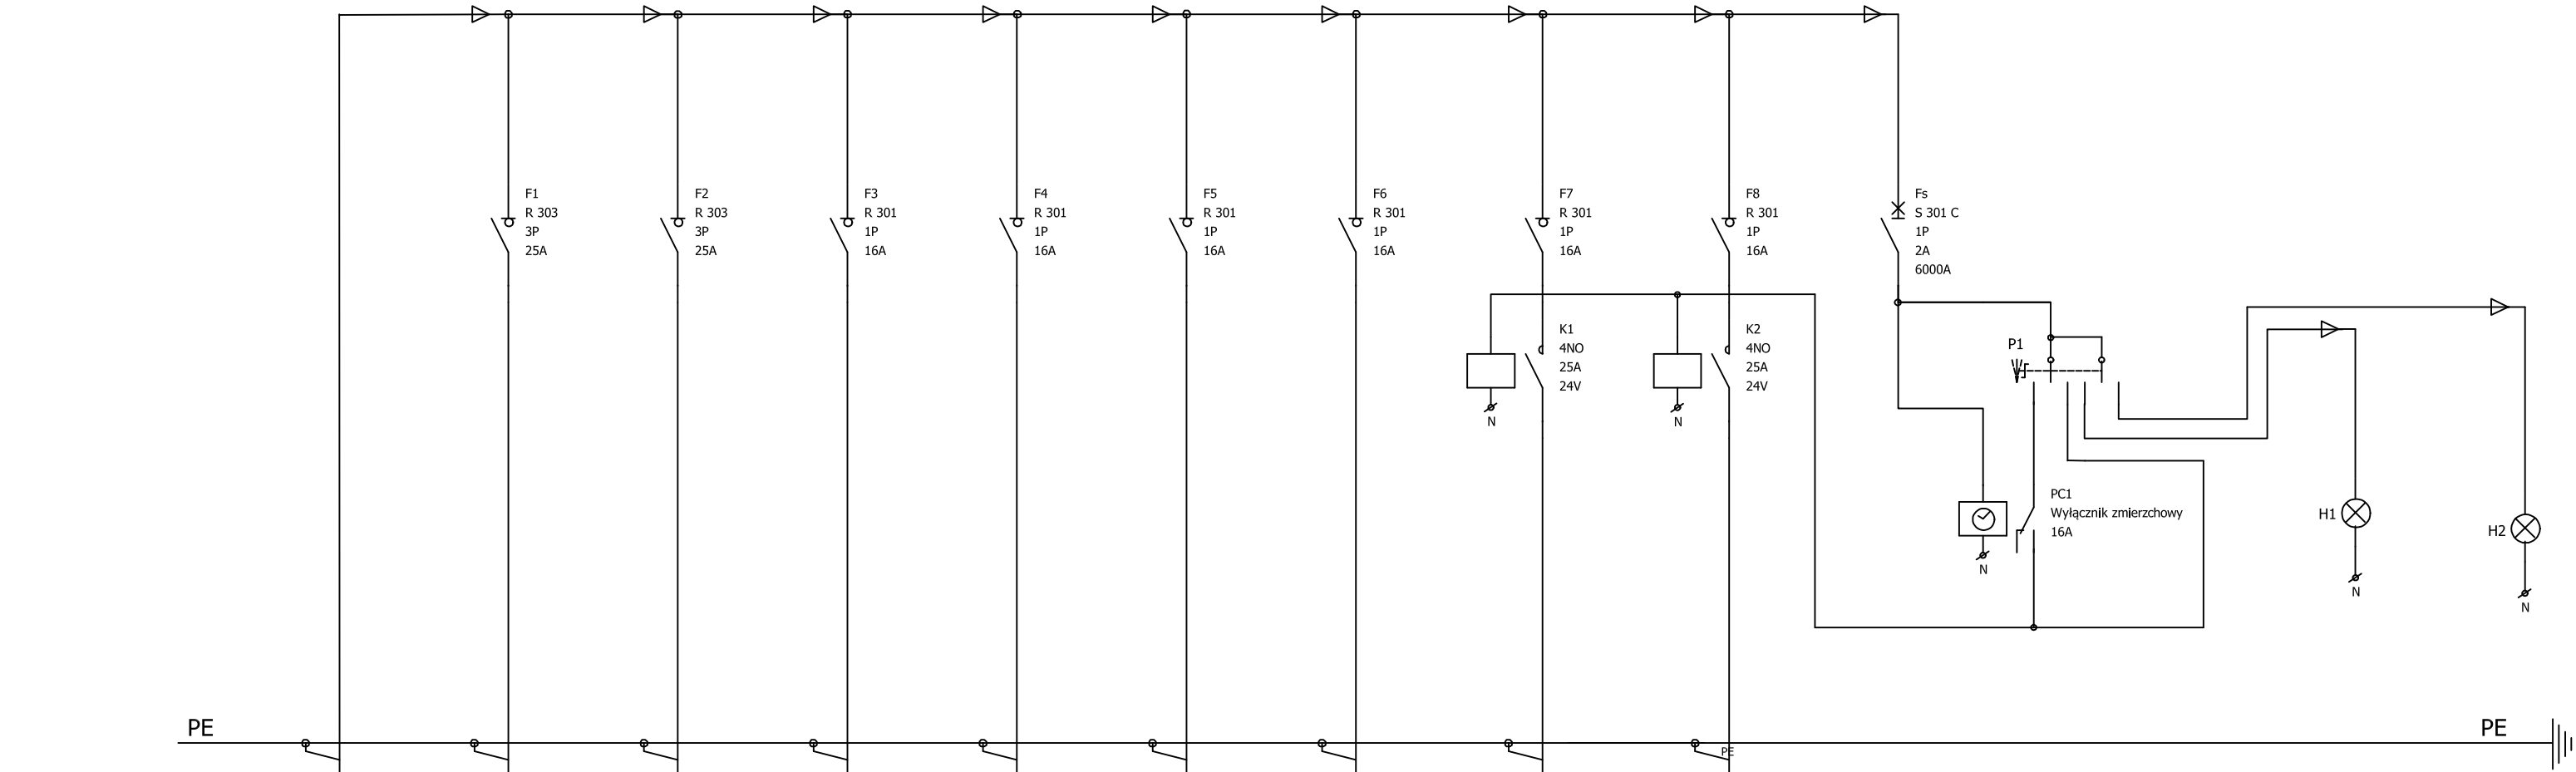 F1
R 303
3P
25A
F2
R 303
3P
25A
F3
R 301
1P
16A
F4
R 301
1P
16A
F5
R 301
1P
16A
F6
R 301
1P
16A
F7
R 301
1P
16A
F8
R 301
1P
16A
Fs
S 301 C
1P
2A
6000A
K1
4NO
25A
24V
N
K2
4NO
25A
24V
N
P1
PC1
Wyłącznik zmierzchowy
16A
N
H1
N
H2
N
PE
PE
PE